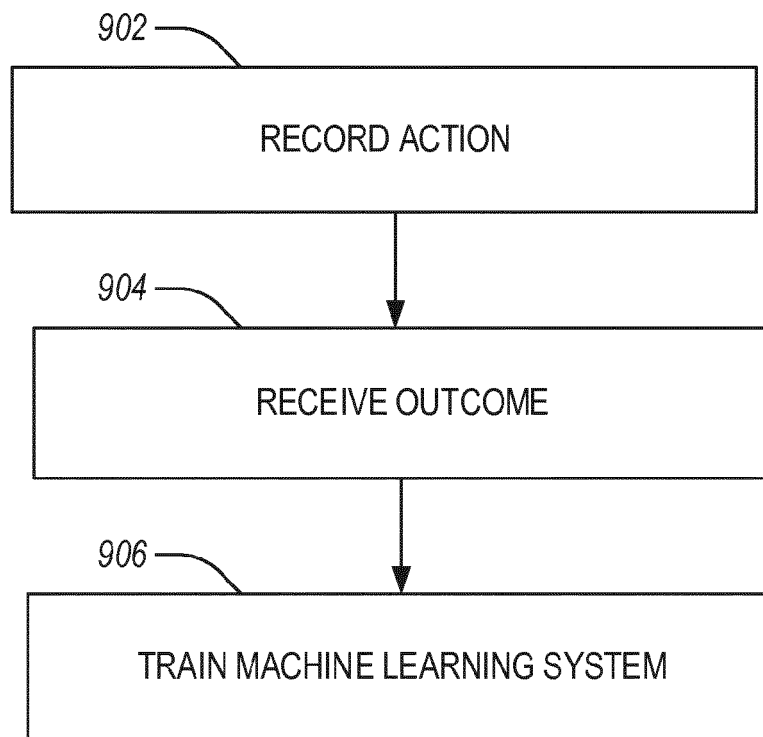 902
RECORD ACTION
904
RECEIVE OUTCOME
906
TRAIN MACHINE LEARNING SYSTEM